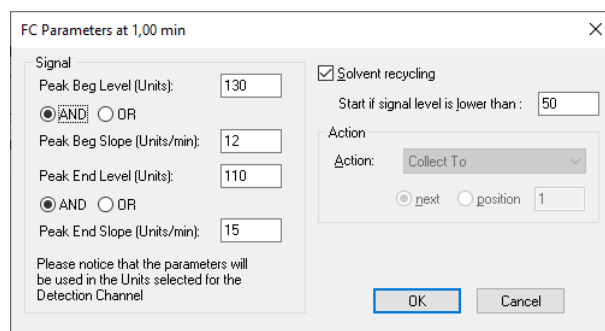 FC Parameters at 1,00 min
Signal
Peak Beg Level (Units): 130
AND OR
Peak Beg Slope (Units/min): 12
Peak End Level (Units): 110
AND OR
Peak End Slope (Units/min): 15
Please notice that the parameters will
be used in the Units selected for the
Detection Channel
Solvent recycling
Start if signal level is lower than : 50
Action
Action: Collect To
next position 1
OK Cancel